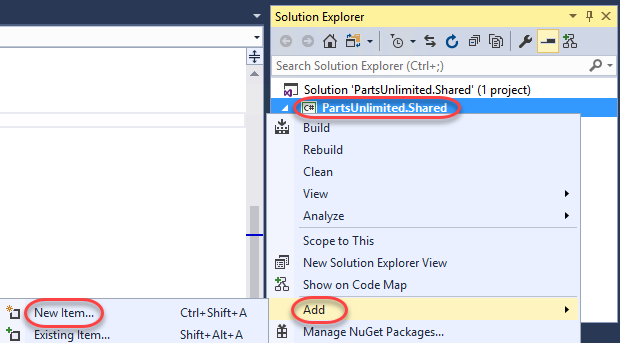 Solution Explorer
Search Solution Explorer (Ctrl+;)
Solution 'PartsUnlimited.Shared' (1 project)
C# PartsUnlimited.Shared
Build
Rebuild
Clean
View
Analyze
Scope to This
New Solution Explorer View
Show on Code Map
Add
New Item... Ctrl+Shift+A
Existing Item... Shift+Alt+A
Manage NuGet Packages...